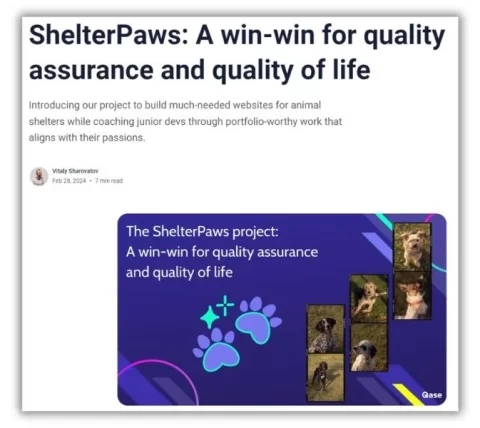 ShelterPaws: A win-win for quality
assurance and quality of life
Introducing our project to build much-needed websites for animal
shelters while coaching junior devs through portfolio-worthy work that
aligns with their passions.
Vitaly Sharovatov
Feb 28, 2024 • 7 min read
The ShelterPaws project:
A win-win for quality assurance
and quality of life
Qase